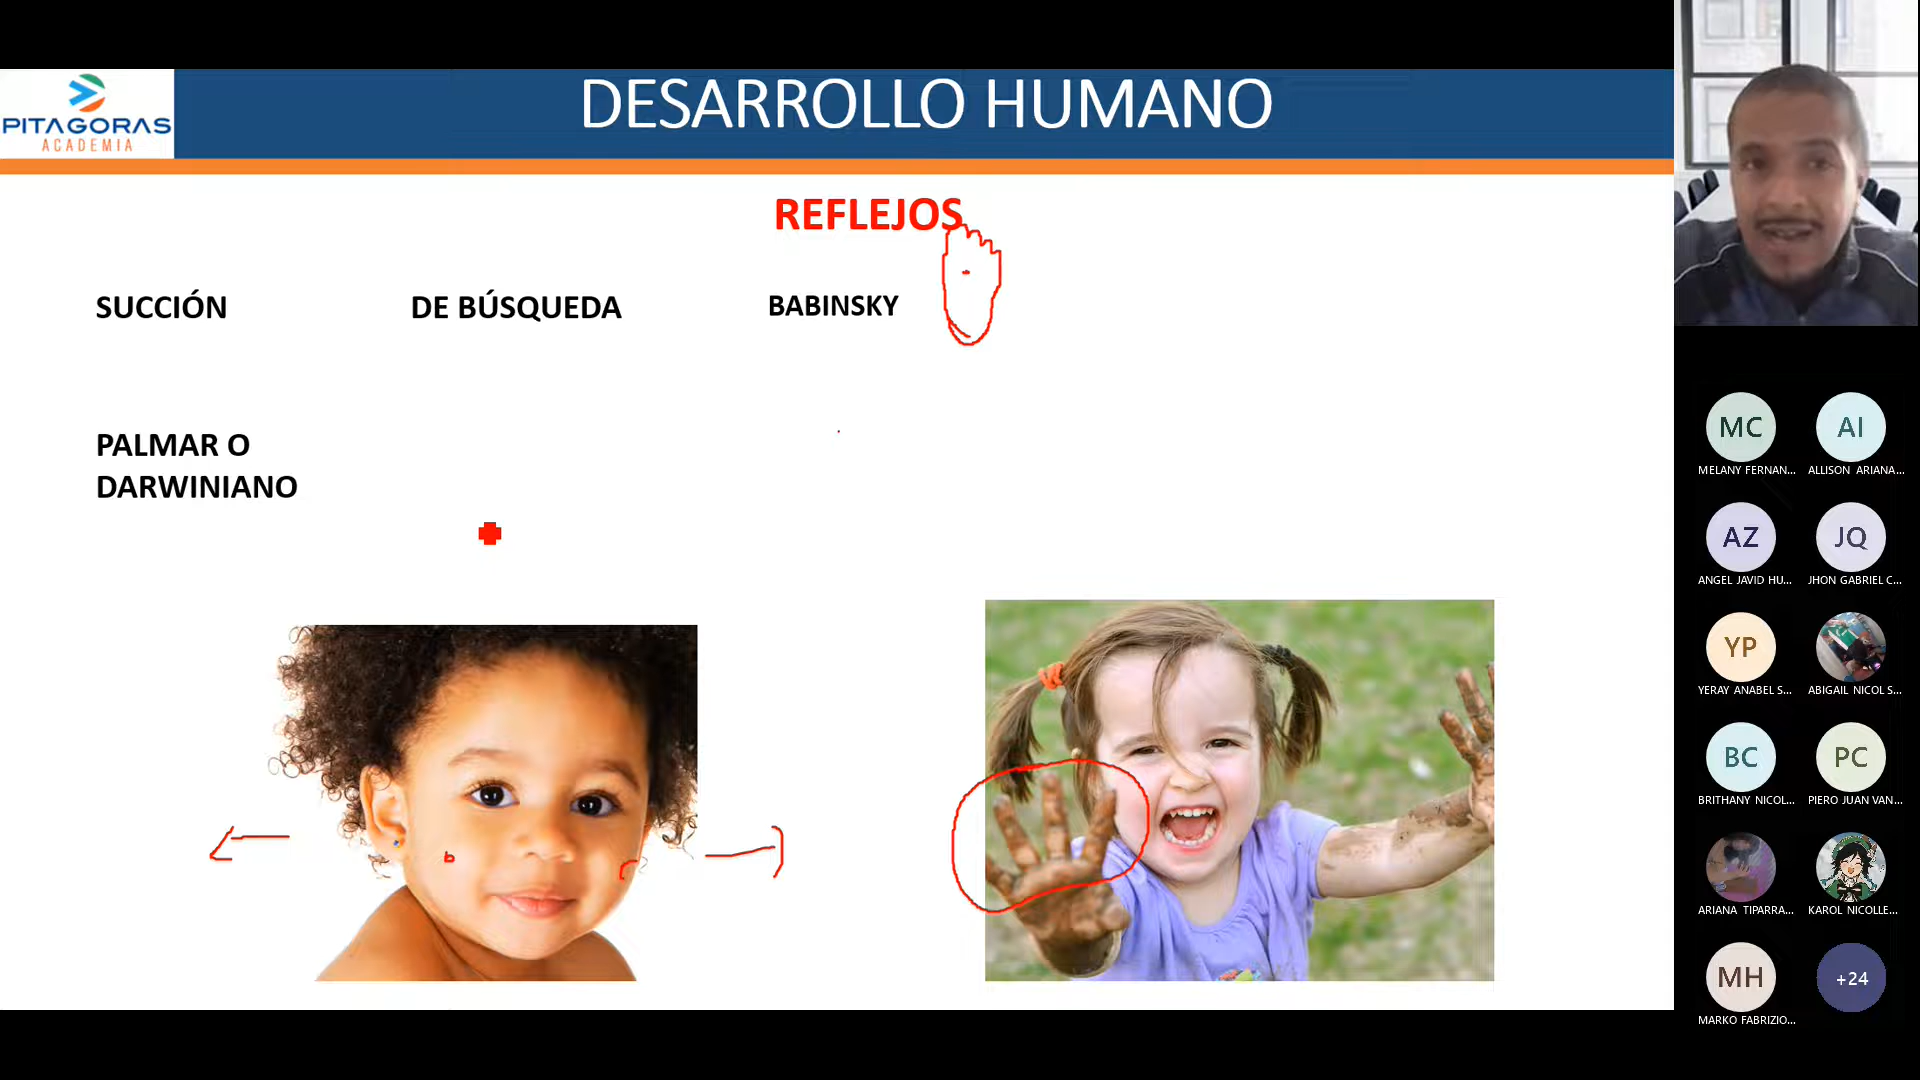 PITAGORAS
ACADEMIA
DESARROLLO HUMANO
REFLEJOS
SUCCIÓN
DE BÚSQUEDA
BABINSKY
PALMAR O
DARWINIANO
MC
AI
MELANY FERNAN...
ALLISON ARIANA...
AZ
JQ
ANGEL JAVID HU...
JHON GABRIEL C...
YP
YERAY ANABEL S...
ABIGAIL NICOL S...
BC
PC
BRITHANY NICOL...
PIERO JUAN VAN...
ARIANA TIPARRA...
KAROL NICOLLE...
MH
+24
MARKO FABRIZIO...